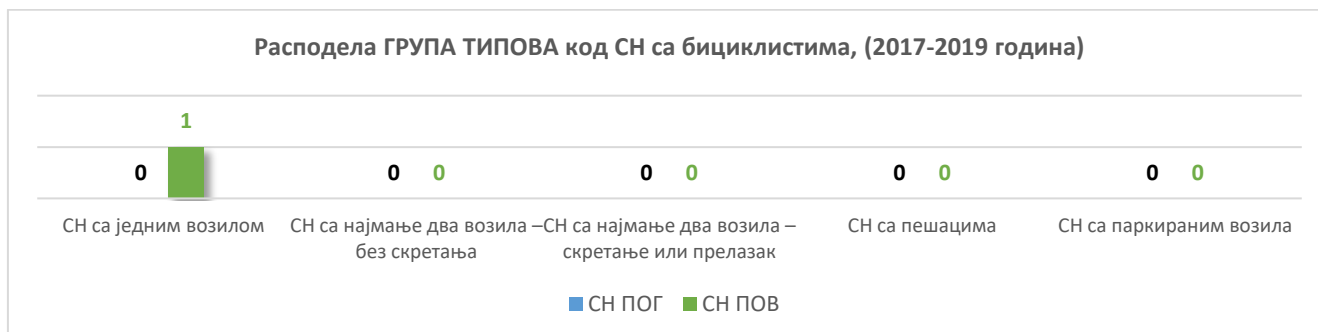 Расподела ГРУПА ТИПОВА код СН са бициклистима, (2017-2019 година)
1
0
0 0
0 0
0 0
0 0
СН са једним возилом
СН са најмање два возила –
без скретања
СН са најмање два возила –
скретање или прелазак
СН са пешацима
СН са паркираним возила
СН ПОГ СН ПОВ